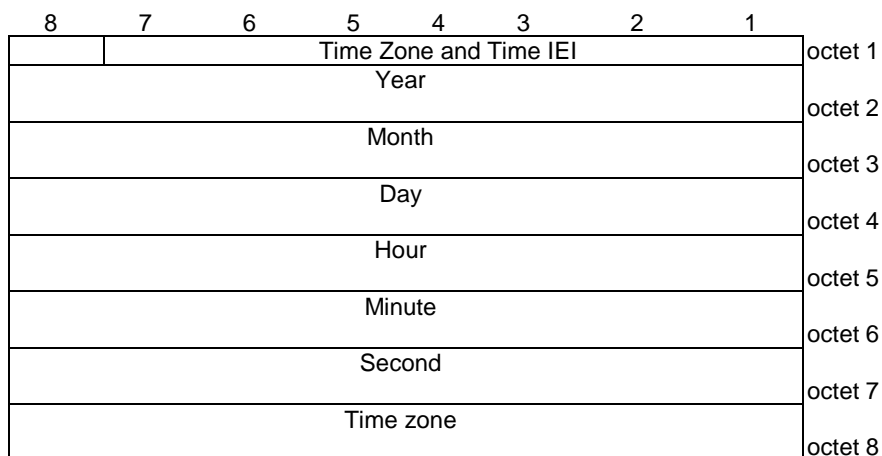 8 7 6 5 4 3 2 1
Time Zone and Time IEI octet 1
Year
octet 2
Month
octet 3
Day
octet 4
Hour
octet 5
Minute
octet 6
Second
octet 7
Time zone
octet 8